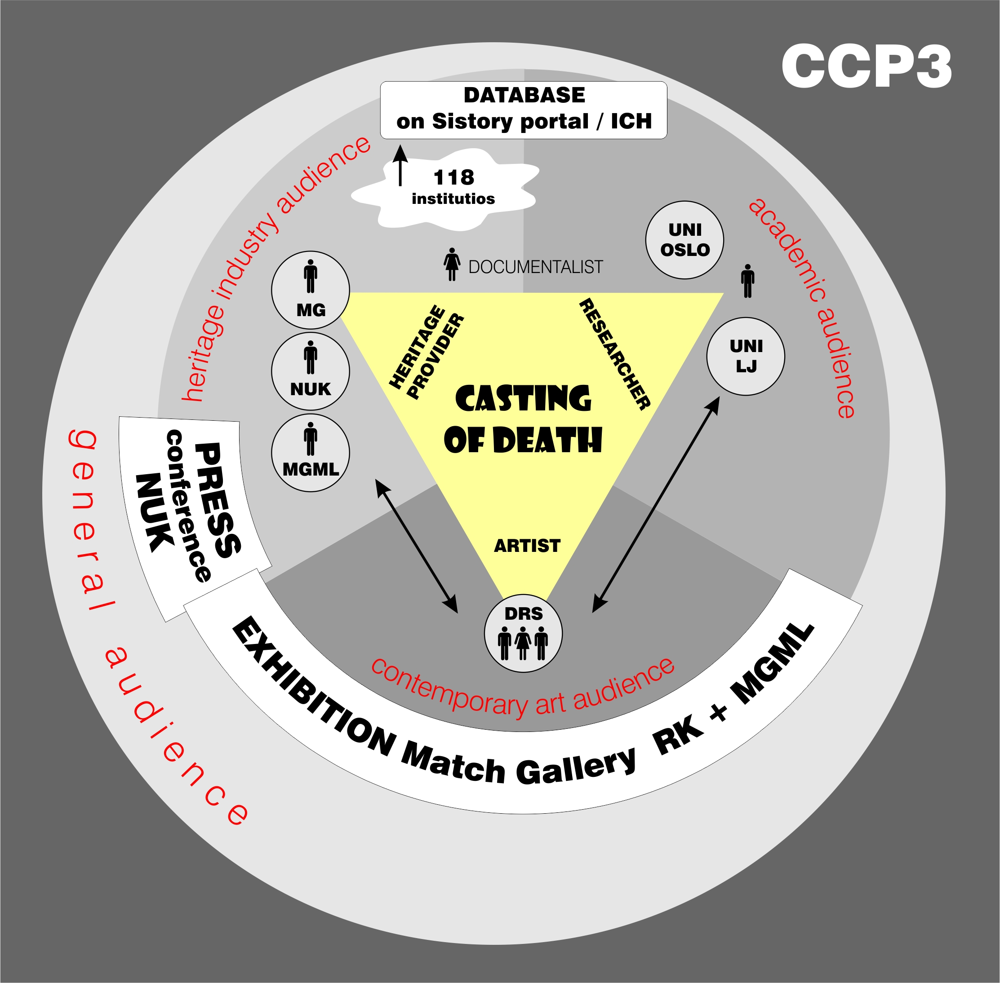 CCP3
DATABASE
on Sistory portal / ICH
118
institutios
heritage industry audience
academic audience
DOCUMENTALIST
UNI
OSLO
MG
NUK
MGML
UNI
LJ
HERITAGE
PROVIDER
RESEARCHER
CASTING
OF DEATH
ARTIST
DRS
PRESS
conference
NUK
general audience
contemporary art audience
EXHIBITION Match Gallery RK + MGML